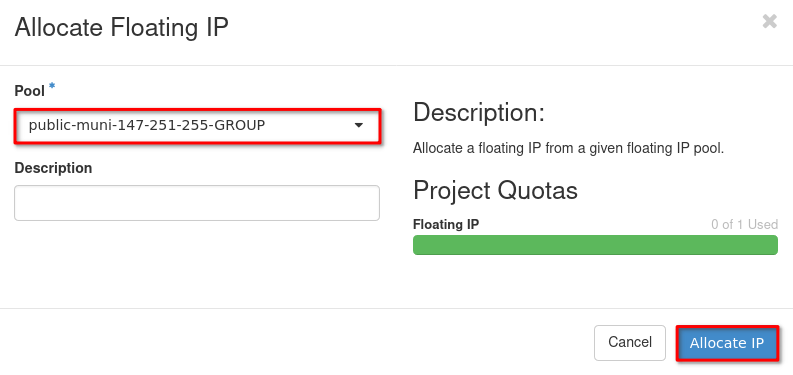 Allocate Floating IP
×
Pool *
public-muni-147-251-255-GROUP
Description
Description:
Allocate a floating IP from a given floating IP pool.
Project Quotas
Floating IP
0 of 1 Used
Cancel
Allocate IP